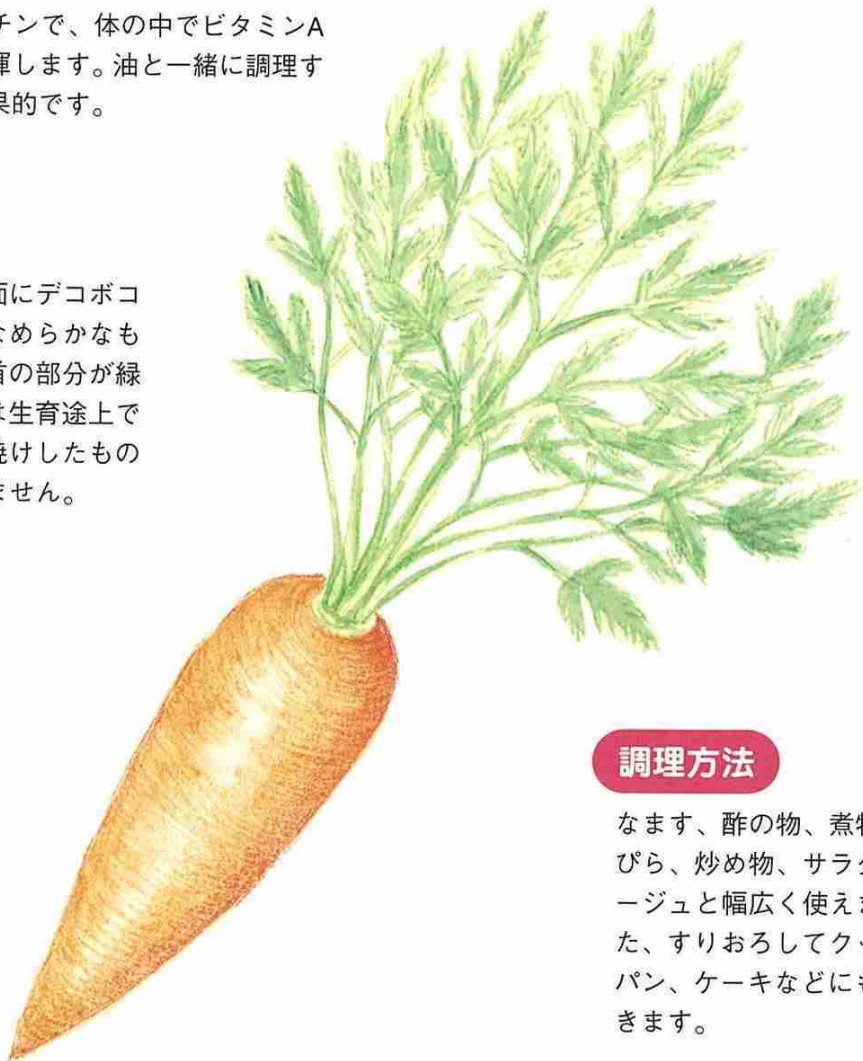 チンで、体の中でビタミンA
揮します。油と一緒に調理す
果的です。
面にデコボコ
なめらかなも
首の部分が緑
は生育途上で
焼けしたもの
ません。
調理方法
なます、酢の物、煮物
ぴら、炒め物、サラダ
ージュと幅広く使えま
た、すりおろしてクッ
パン、ケーキなどにも
きます。